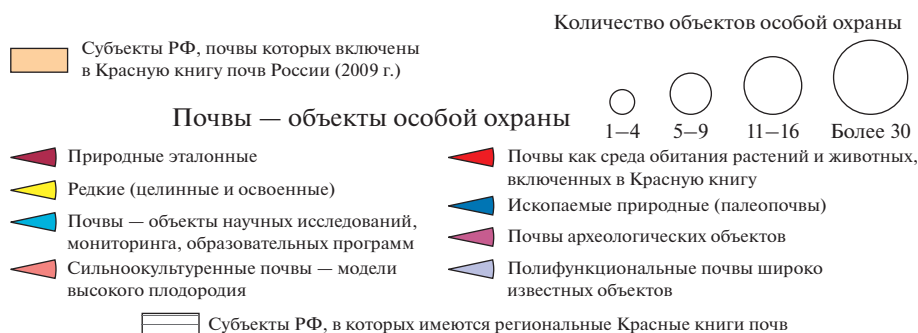 Количество объектов особой охраны
Субъекты РФ, почвы которых включены
в Красную книгу почв России (2009 г.)
Почвы — объекты особой охраны
1—4
5—9
11—16
Более 30
Природные эталонные
Редкие (целинные и освоенные)
Почвы — объекты научных исследований,
мониторинга, образовательных программ
Сильноокультуренные почвы — модели
высокого плодородия
Почвы как среда обитания растений и животных,
включенных в Красную книгу
Ископаемые природные (палеопочвы)
Почвы археологических объектов
Полифункциональные почвы широко
известных объектов
Субъекты РФ, в которых имеются региональные Красные книги почв